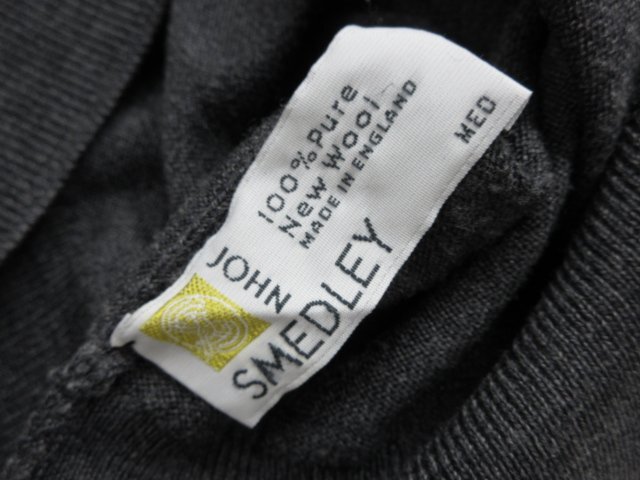 100% Pure
New Wool
MADE IN ENGLAND
MED
JOHN
SMEDLEY